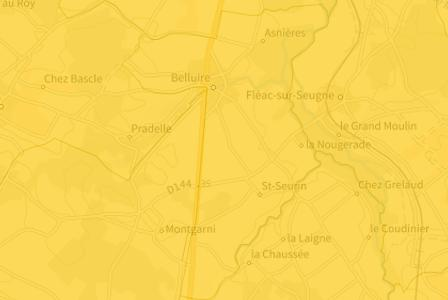 au Roy
Asnières
Chez Bascle
Belluire
Fléac-sur-Seugne
Pradelle
le Grand Moulin
la Nougerade
D144
St-Seurin
Chez Grelaud
Montgarni
la Laigne
le Coudinier
la Chaussée